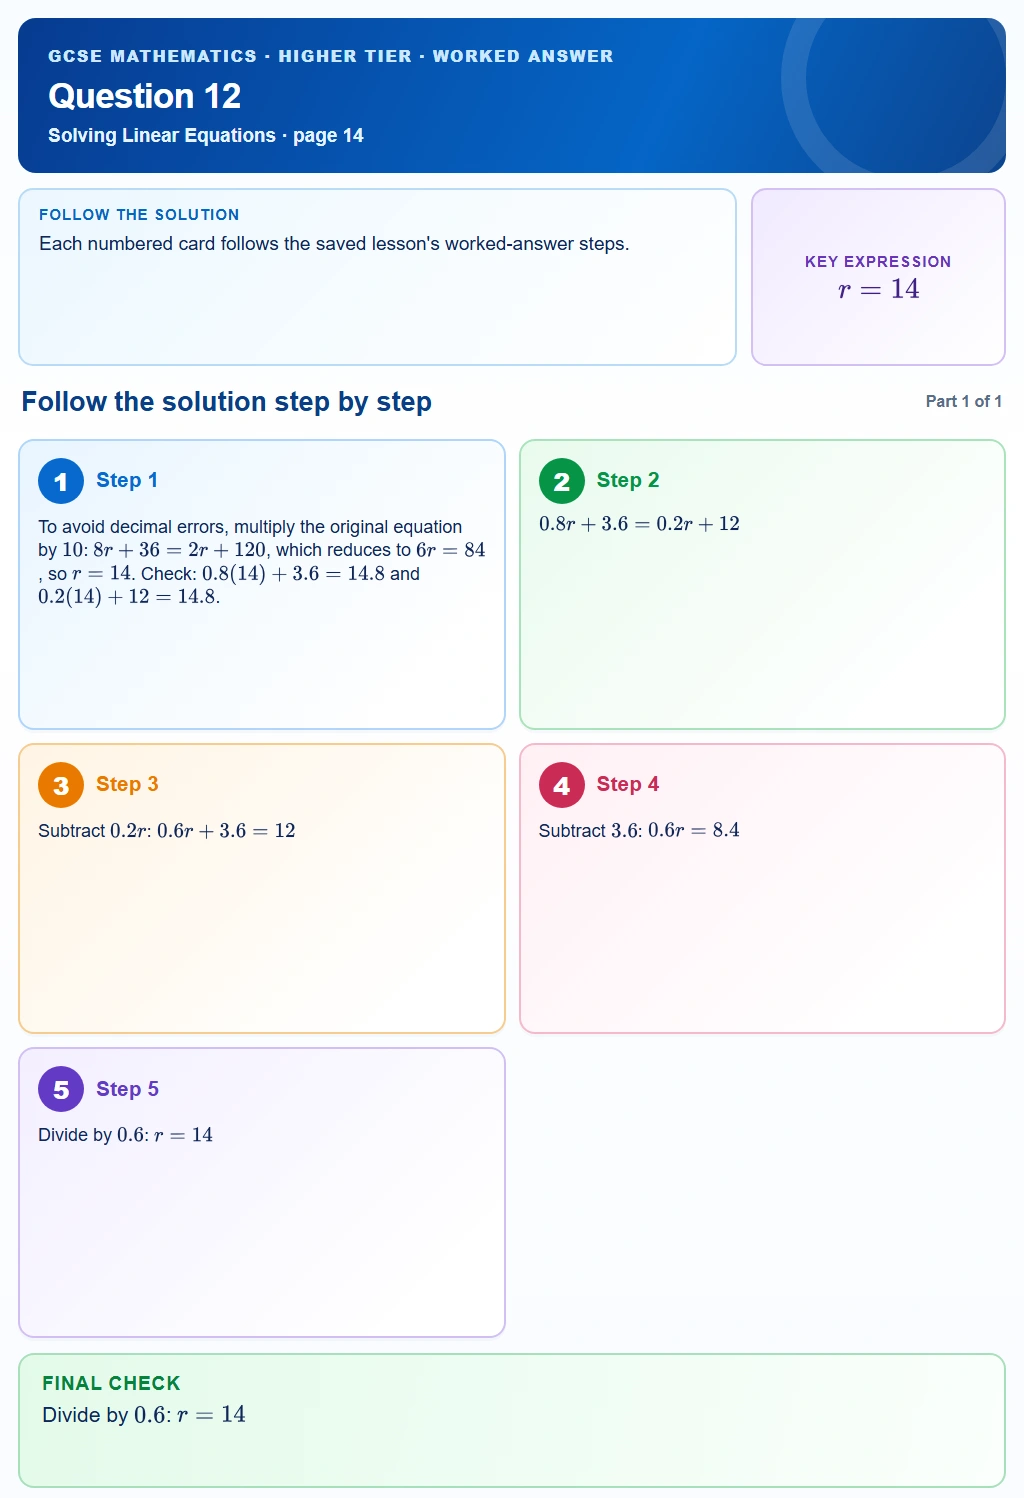 GCSE MATHEMATICS · HIGHER TIER · WORKED ANSWER
Question 12
Solving Linear Equations · page 14
FOLLOW THE SOLUTION
Each numbered card follows the saved lesson's worked-answer steps.
KEY EXPRESSION
r = 14
Follow the solution step by step
Part 1 of 1
1 Step 1
To avoid decimal errors, multiply the original equation
by 10: 8r + 36 = 2r + 120, which reduces to 6r = 84
, so r = 14. Check: 0.8(14) + 3.6 = 14.8 and
0.2(14) + 12 = 14.8.
2 Step 2
0.8r + 3.6 = 0.2r + 12
3 Step 3
Subtract 0.2r: 0.6r + 3.6 = 12
4 Step 4
Subtract 3.6: 0.6r = 8.4
5 Step 5
Divide by 0.6: r = 14
FINAL CHECK
Divide by 0.6: r = 14